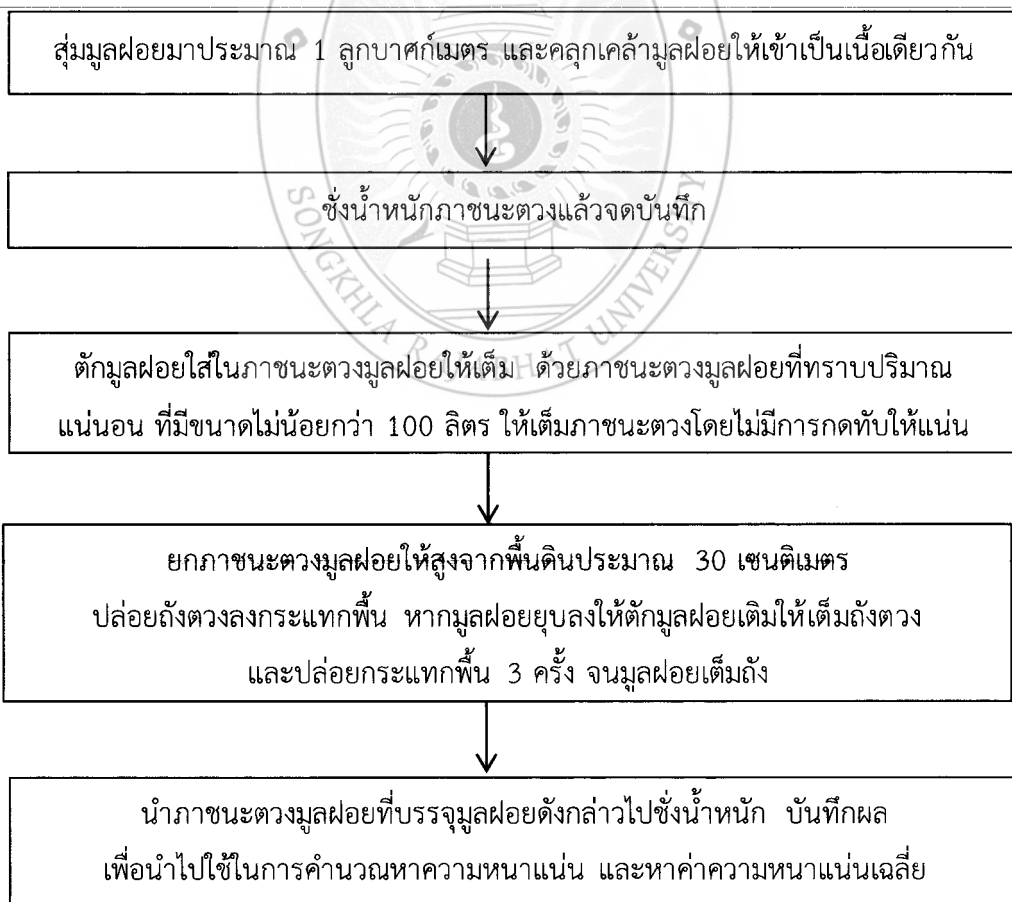 สุ่มมูลฝอยมาประมาณ 1 ลูกบาศก์เมตร และคลุกเคล้ามูลฝอยให้เข้าเป็นเนื้อเดียวกัน
ชั่งน้ำหนักภาชนะตวงแล้วจดบันทึก
SONGKHLA RAJABHAT UNIVERSITY
ตักมูลฝอยใส่ในภาชนะตวงมูลฝอยให้เต็ม ด้วยภาชนะตวงมูลฝอยที่ทราบปริมาณ
แน่นอน ที่มีขนาดไม่น้อยกว่า 100 ลิตร ให้เต็มภาชนะตวงโดยไม่มีการกดทับให้แน่น
ยกภาชนะตวงมูลฝอยให้สูงจากพื้นดินประมาณ 30 เซนติเมตร
ปล่อยถังตวงลงกระแทกพื้น หากมูลฝอยยุบลงให้ตักมูลฝอยเติมให้เต็มถังตวง
และปล่อยกระแทกพื้น 3 ครั้ง จนมูลฝอยเต็มถัง
นำภาชนะตวงมูลฝอยที่บรรจุมูลฝอยดังกล่าวไปชั่งน้ำหนัก บันทึกผล
เพื่อนำไปใช้ในการคำนวณหาความหนาแน่น และหาค่าความหนาแน่นเฉลี่ย